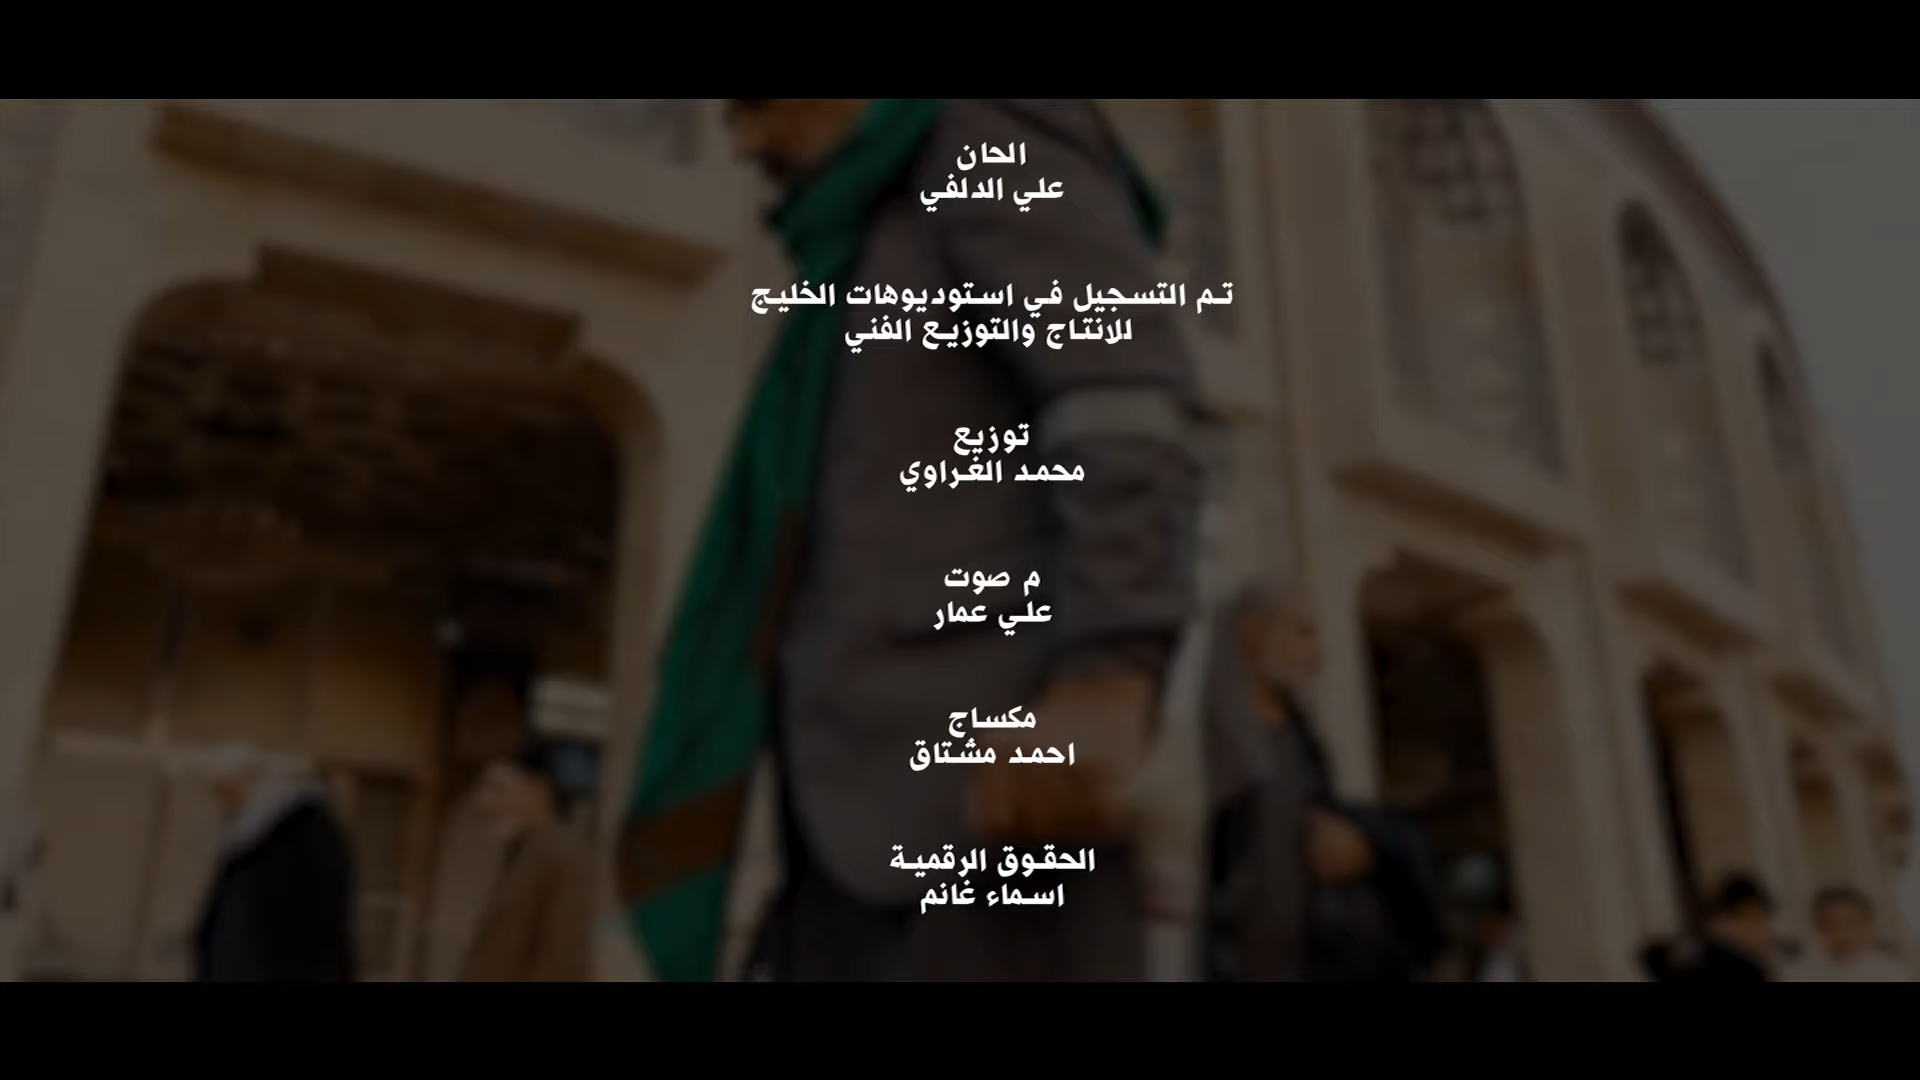 الحان
علي الدلفي
تم التسجيل في استوديوهات الخليج
للانتاج والتوزيع الفني
توزيع
محمد الغراوي
م صوت
علي عمار
مكساج
احمد مشتاق
الحقوق الرقمية
اسماء غانم